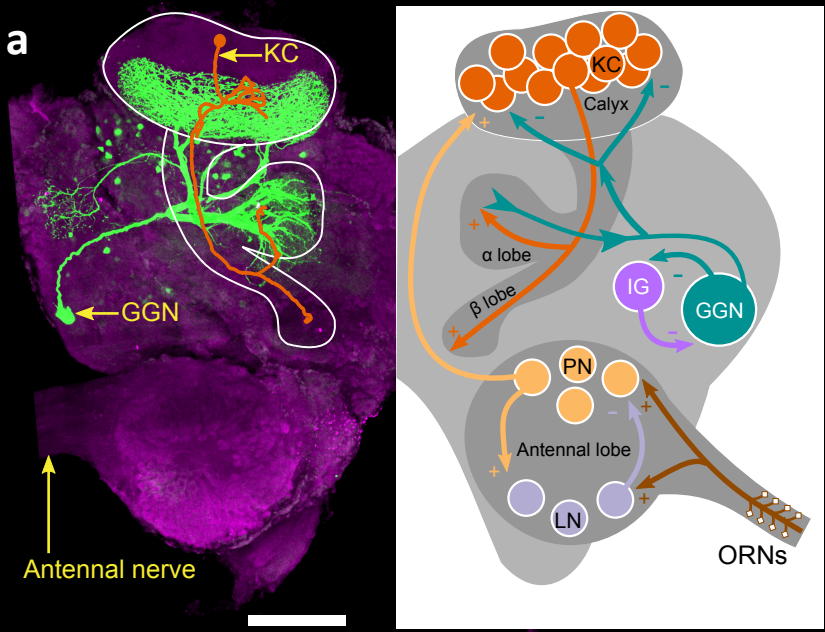 a
KC
GGN
Antennal nerve
KC
Calyx
-
-
+
+
α lobe
β lobe
+
IG
-
GGN
-
PN
-
+
Antennal lobe
+
+
LN
ORNs